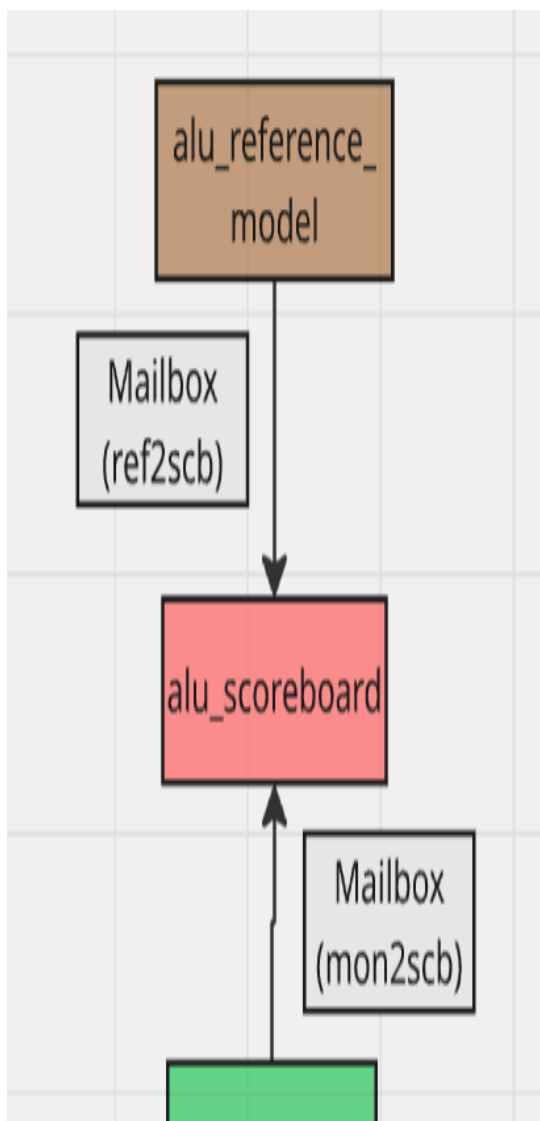 alu_reference_
model
Mailbox
(ref2scb)
alu_scoreboard
Mailbox
(mon2scb)